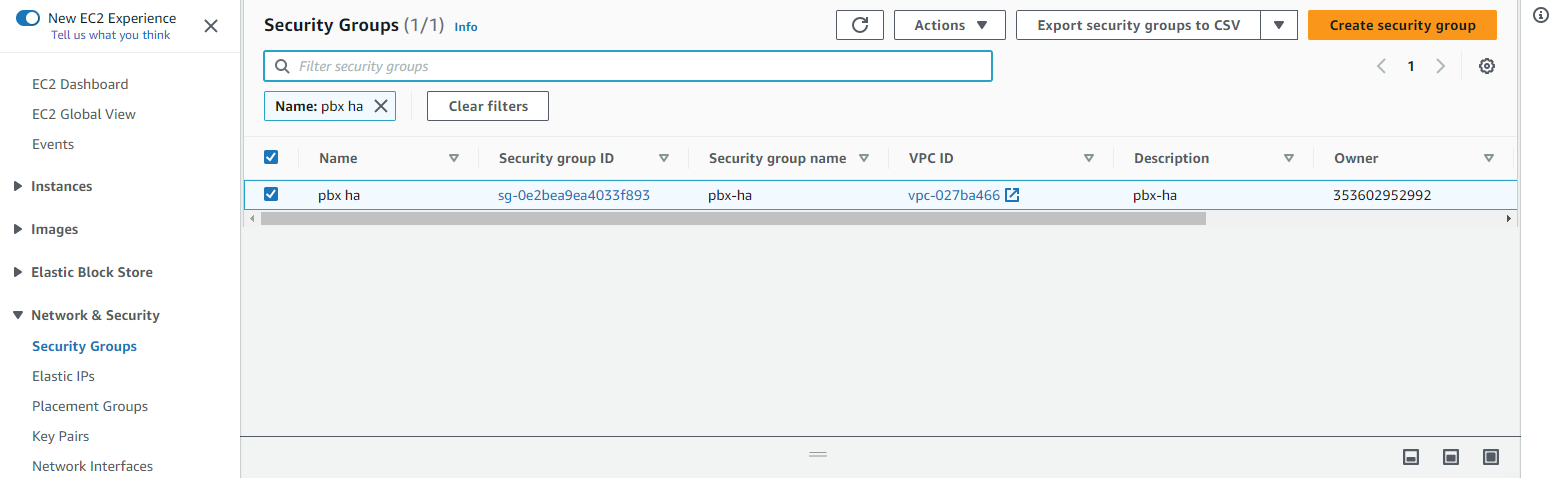 New EC2 Experience
Tell us what you think
EC2 Dashboard
EC2 Global View
Events
Instances
Images
Elastic Block Store
Network & Security
Security Groups
Elastic IPs
Placement Groups
Key Pairs
Network Interfaces
Security Groups (1/1) Info
Actions
Export security groups to CSV
Create security group
Filter security groups
1
Name: pbx ha
Clear filters
Name Security group ID Security group name VPC ID Description Owner
pbx ha sg-0e2bea9ea4033f893 pbx-ha vpc-027ba466 pbx-ha 353602952992